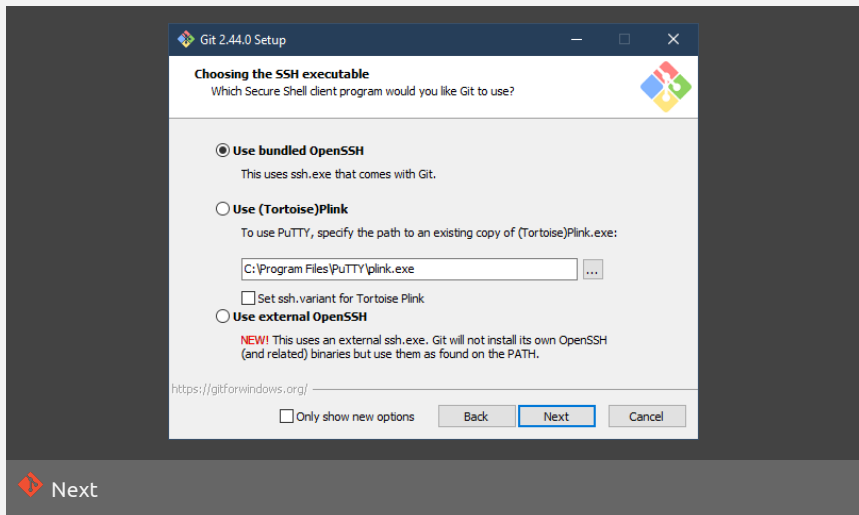 Git 2.44.0 Setup
Choosing the SSH executable
Which Secure Shell client program would you like Git to use?
Use bundled OpenSSH
This uses ssh.exe that comes with Git.
Use (Tortoise)Plink
To use PuTTY, specify the path to an existing copy of (Tortoise)Plink.exe:
C:\Program Files\PuTTY\plink.exe
...
Set ssh.variant for Tortoise Plink
Use external OpenSSH
NEW! This uses an external ssh.exe. Git will not install its own OpenSSH
(and related) binaries but use them as found on the PATH.
https://gitforwindows.org/
Only show new options
Back
Next
Cancel
Next